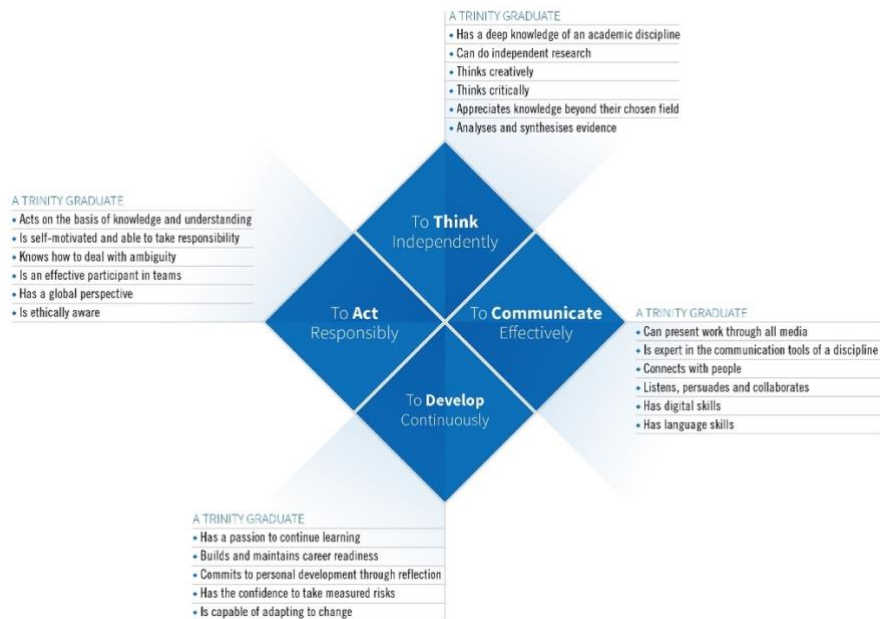 A TRINITY GRADUATE
• Has a deep knowledge of an academic discipline
• Can do independent research
• Thinks creatively
• Thinks critically
• Appreciates knowledge beyond their chosen field
• Analyses and synthesises evidence
To Think
Independently
A TRINITY GRADUATE
• Acts on the basis of knowledge and understanding
• Is self-motivated and able to take responsibility
• Knows how to deal with ambiguity
• Is an effective participant in teams
• Has a global perspective
• Is ethically aware
To Act
Responsibly
To Communicate
Effectively
A TRINITY GRADUATE
• Can present work through all media
• Is expert in the communication tools of a discipline
• Connects with people
• Listens, persuades and collaborates
• Has digital skills
• Has language skills
To Develop
Continuously
A TRINITY GRADUATE
• Has a passion to continue learning
• Builds and maintains career readiness
• Commits to personal development through reflection
• Has the confidence to take measured risks
• Is capable of adapting to change